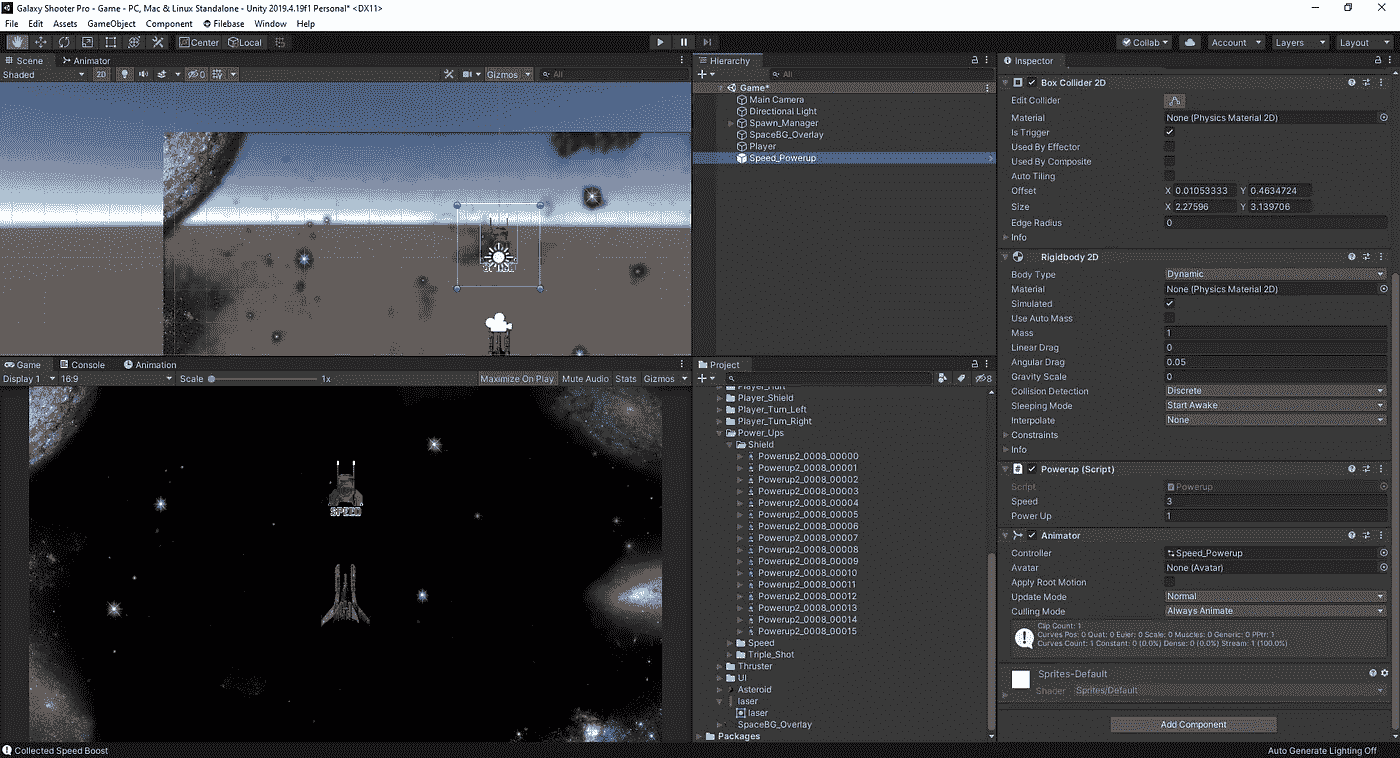 Galaxy Shooter Pro - Game - PC, Mac & Linux Standalone - Unity 2019.4.19f1 Personal* <DX11>
File Edit Assets GameObject Component Filebase Window Help
Center Local Collab Account Layers Layout
Scene Animator
Shaded 2D 0 Gizmos All
SPEED
Game Console Animation
Display 1 16:9 Scale 1x Maximize On Play Mute Audio Stats Gizmos
SPEED
Hierarchy
All
Game*
Main Camera
Directional Light
Spawn_Manager
SpaceBG_Overlay
Player
Speed_Powerup
Project
8
Player_Hurt
Player_Shield
Player_Turn_Left
Player_Turn_Right
Power_Ups
Shield
Powerup2_0008_00000
Powerup2_0008_00001
Powerup2_0008_00002
Powerup2_0008_00003
Powerup2_0008_00004
Powerup2_0008_00005
Powerup2_0008_00006
Powerup2_0008_00007
Powerup2_0008_00008
Powerup2_0008_00009
Powerup2_0008_00010
Powerup2_0008_00011
Powerup2_0008_00012
Powerup2_0008_00013
Powerup2_0008_00014
Powerup2_0008_00015
Speed
Triple_Shot
Thruster
UI
Asteroid
laser
laser
SpaceBG_Overlay
Packages
Inspector
Box Collider 2D
Edit Collider
Material None (Physics Material 2D)
Is Trigger
Used By Effector
Used By Composite
Auto Tiling
Offset X 0.01053333 Y 0.4634724
Size X 2.27596 Y 3.139706
Edge Radius 0
Info
Rigidbody 2D
Body Type Dynamic
Material None (Physics Material 2D)
Simulated
Use Auto Mass
Mass 1
Linear Drag 0
Angular Drag 0.05
Gravity Scale 0
Collision Detection Discrete
Sleeping Mode Start Awake
Interpolate None
Constraints
Info
# Powerup (Script)
Script Powerup
Speed 3
Power Up 1
Animator
Controller Speed_Powerup
Avatar None (Avatar)
Apply Root Motion
Update Mode Normal
Culling Mode Always Animate
Clip Count: 1
Curves Pos: 0 Quat: 0 Euler: 0 Scale: 0 Muscles: 0 Generic: 0 PPtr: 1
Curves Count: 1 Constant: 0 (0.0%) Dense: 0 (0.0%) Stream: 1 (100.0%)
Sprites-Default
Shader Sprites/Default
Add Component
Collected Speed Boost
Auto Generate Lighting Off